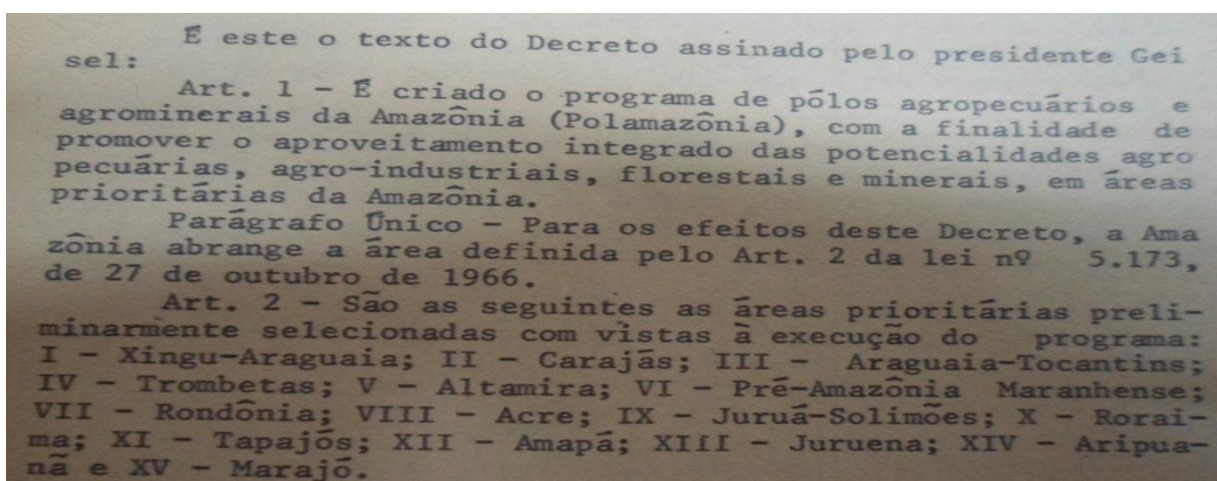 É este o texto do Decreto assinado pelo presidente Gei
sel:
Art. 1 - É criado o programa de pólos agropecuários e
agrominerais da Amazônia (Polamazônia), com a finalidade de
promover o aproveitamento integrado das potencialidades agro
pecuárias, agro-industriais, florestais e minerais, em áreas
prioritárias da Amazônia.
Parágrafo Único - Para os efeitos deste Decreto, a Ama
zônia abrange a área definida pelo Art. 2 da lei nº 5.173,
de 27 de outubro de 1966.
Art. 2 - São as seguintes as áreas prioritárias preli-
minarmente selecionadas com vistas à execução do programa:
I - Xingu-Araguaia; II - Carajás; III - Araguaia-Tocantins;
IV - Trombetas; V - Altamira; VI - Pré-Amazônia Maranhense;
VII - Rondônia; VIII - Acre; IX - Juruá-Solimões; X - Rorai-
ma; XI - Tapajós; XII - Amapá; XIII - Juruena; XIV - Aripua-
nã e XV - Marajó.